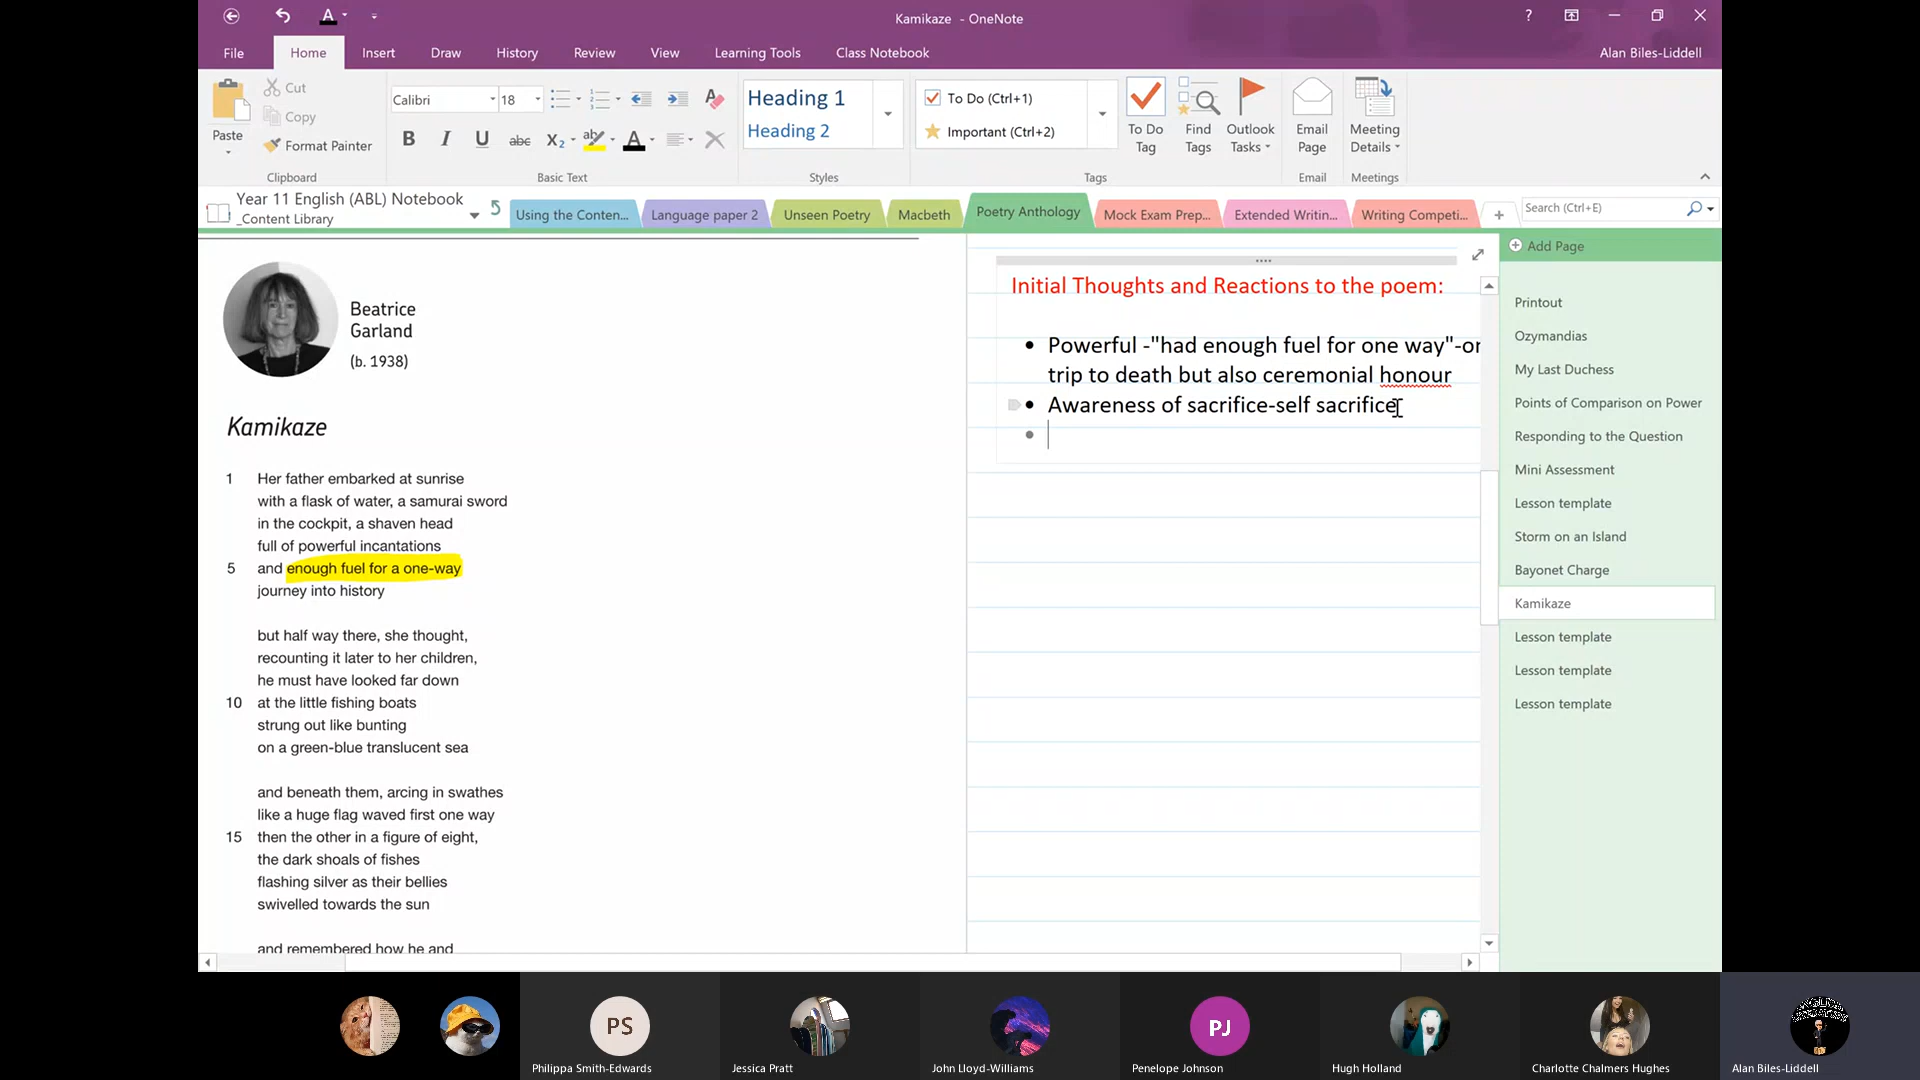 Kamikaze - OneNote
?
A
File Home Insert Draw History Review View Learning Tools Class Notebook
Alan Biles-Liddell
Paste
Cut
Copy
Format Painter
Clipboard
Calibri 18
B I U abc X₂ A
Basic Text
Heading 1
Heading 2
Styles
To Do (Ctrl+1)
Important (Ctrl+2)
To Do
Tag
Find
Tags
Outlook
Tasks
Tags
Email
Page
Email
Meeting
Details
Meetings
Year 11 English (ABL) Notebook
_Content Library
Using the Conten... Language paper 2 Unseen Poetry Macbeth Poetry Anthology Mock Exam Prep... Extended Writin... Writing Competi...
Search (Ctrl+E)
Beatrice
Garland
(b. 1938)
Kamikaze
1 Her father embarked at sunrise
with a flask of water, a samurai sword
in the cockpit, a shaven head
full of powerful incantations
5 and enough fuel for a one-way
journey into history
but half way there, she thought,
recounting it later to her children,
he must have looked far down
10 at the little fishing boats
strung out like bunting
on a green-blue translucent sea
and beneath them, arcing in swathes
like a huge flag waved first one way
15 then the other in a figure of eight,
the dark shoals of fishes
flashing silver as their bellies
swivelled towards the sun
and remembered how he and
Initial Thoughts and Reactions to the poem:
• Powerful -"had enough fuel for one way"-or
trip to death but also ceremonial honour
• Awareness of sacrifice-self sacrifice
•
Add Page
Printout
Ozymandias
My Last Duchess
Points of Comparison on Power
Responding to the Question
Mini Assessment
Lesson template
Storm on an Island
Bayonet Charge
Kamikaze
Lesson template
Lesson template
Lesson template
PS
PJ
Philippa Smith-Edwards
Jessica Pratt
John Lloyd-Williams
Penelope Johnson
Hugh Holland
Charlotte Chalmers Hughes
Alan Biles-Liddell